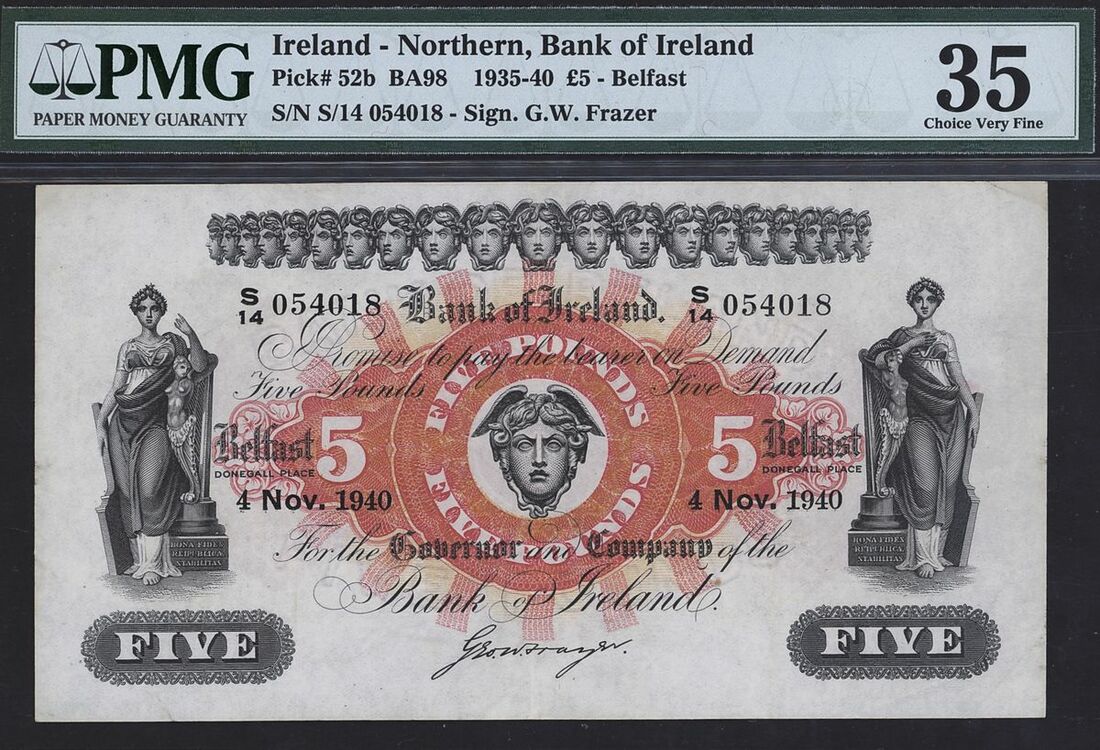 PMG
PAPER MONEY GUARANTY
Ireland - Northern, Bank of Ireland
Pick# 52b BA98 1935-40 £5 - Belfast
S/N S/14 054018 - Sign. G.W. Frazer
35
Choice Very Fine
S/14 054018 Bank of Ireland. S/14 054018
I Promise to pay the bearer on Demand
Five Pounds Five Pounds
FIVE POUNDS
Belfast 5 5 Belfast
DONEGALL PLACE DONEGALL PLACE
FIVE POUNDS
4 Nov. 1940 4 Nov. 1940
For the Governor and Company of the
Bank of Ireland.
BONA FIDES
REIPUBLICA
STABILITAS
BONA FIDES
REIPUBLICA
STABILITAS
Geo W Frazer.
FIVE FIVE